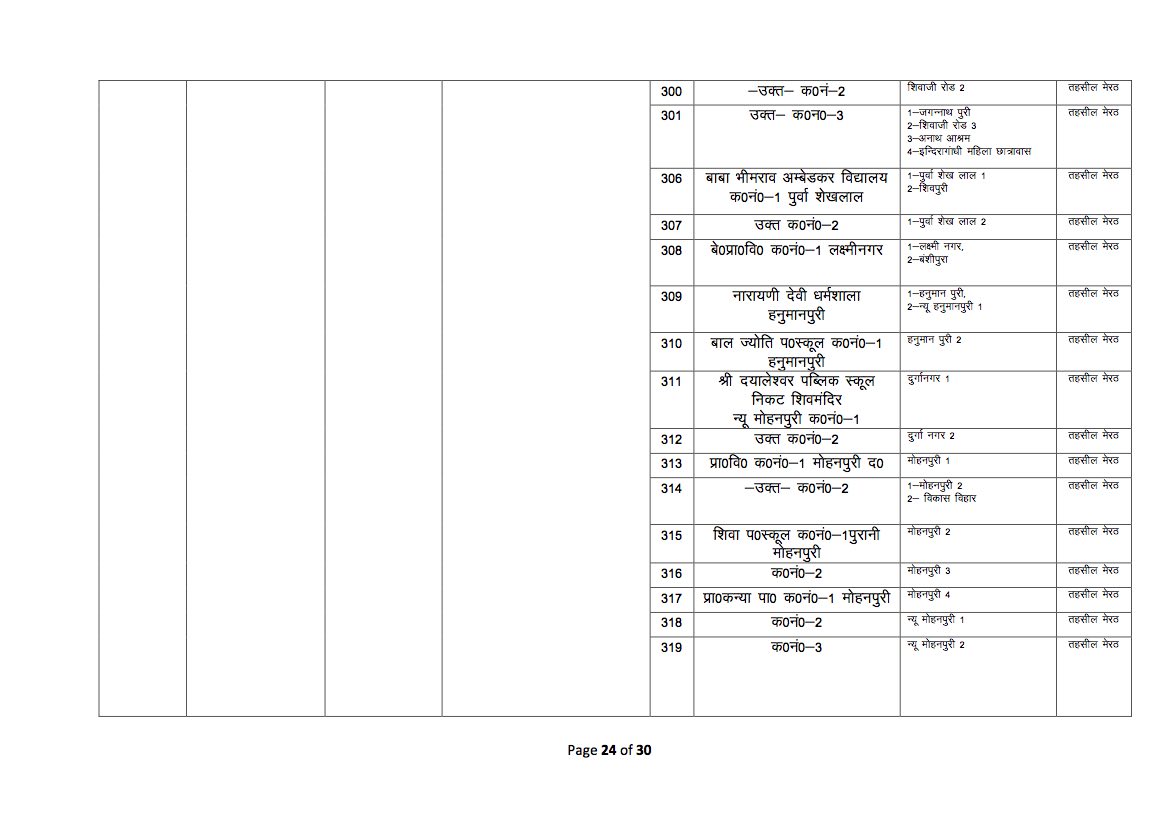 300 –उक्त– क0नं–2 शिवाजी रोड 2 तहसील मेरठ
301 उक्त– क0न0–3 1–जगन्नाथ पुरी तहसील मेरठ
2–शिवाजी रोड 3
3–अनाथ आश्रम
4–इन्दिरागांधी महिला छात्रावास
306 बाबा भीमराव अम्बेडकर विद्यालय 1–पुर्वा शेख लाल 1 तहसील मेरठ
क0नं0–1 पुर्वा शेखलाल 2–शिवपुरी
307 उक्त क0नं0–2 1–पुर्वा शेख लाल 2 तहसील मेरठ
308 बे0प्रा0वि0 क0नं0–1 लक्ष्मीनगर 1–लक्ष्मी नगर, तहसील मेरठ
2–बंशीपुरा
309 नारायणी देवी धर्मशाला 1–हनुमान पुरी, तहसील मेरठ
हनुमानपुरी 2–न्यू हनुमानपुरी 1
310 बाल ज्योति प0स्कूल क0नं0–1 हनुमान पुरी 2 तहसील मेरठ
हनुमानपुरी
311 श्री दयालेश्वर पब्लिक स्कूल दुर्गानगर 1 तहसील मेरठ
निकट शिवमंदिर
न्यू मोहनपुरी क0नं0–1
312 उक्त क0नं0–2 दुर्गा नगर 2 तहसील मेरठ
313 प्रा0वि0 क0नं0–1 मोहनपुरी द0 मोहनपुरी 1 तहसील मेरठ
314 –उक्त– क0नं0–2 1–मोहनपुरी 2 तहसील मेरठ
2– विकास विहार
315 शिवा प0स्कूल क0नं0–1पुरानी मोहनपुरी 2 तहसील मेरठ
मोहनपुरी
316 क0नं0–2 मोहनपुरी 3 तहसील मेरठ
317 प्रा0कन्या पा0 क0नं0–1 मोहनपुरी मोहनपुरी 4 तहसील मेरठ
318 क0नं0–2 न्यू मोहनपुरी 1 तहसील मेरठ
319 क0नं0–3 न्यू मोहनपुरी 2 तहसील मेरठ
Page 24 of 30